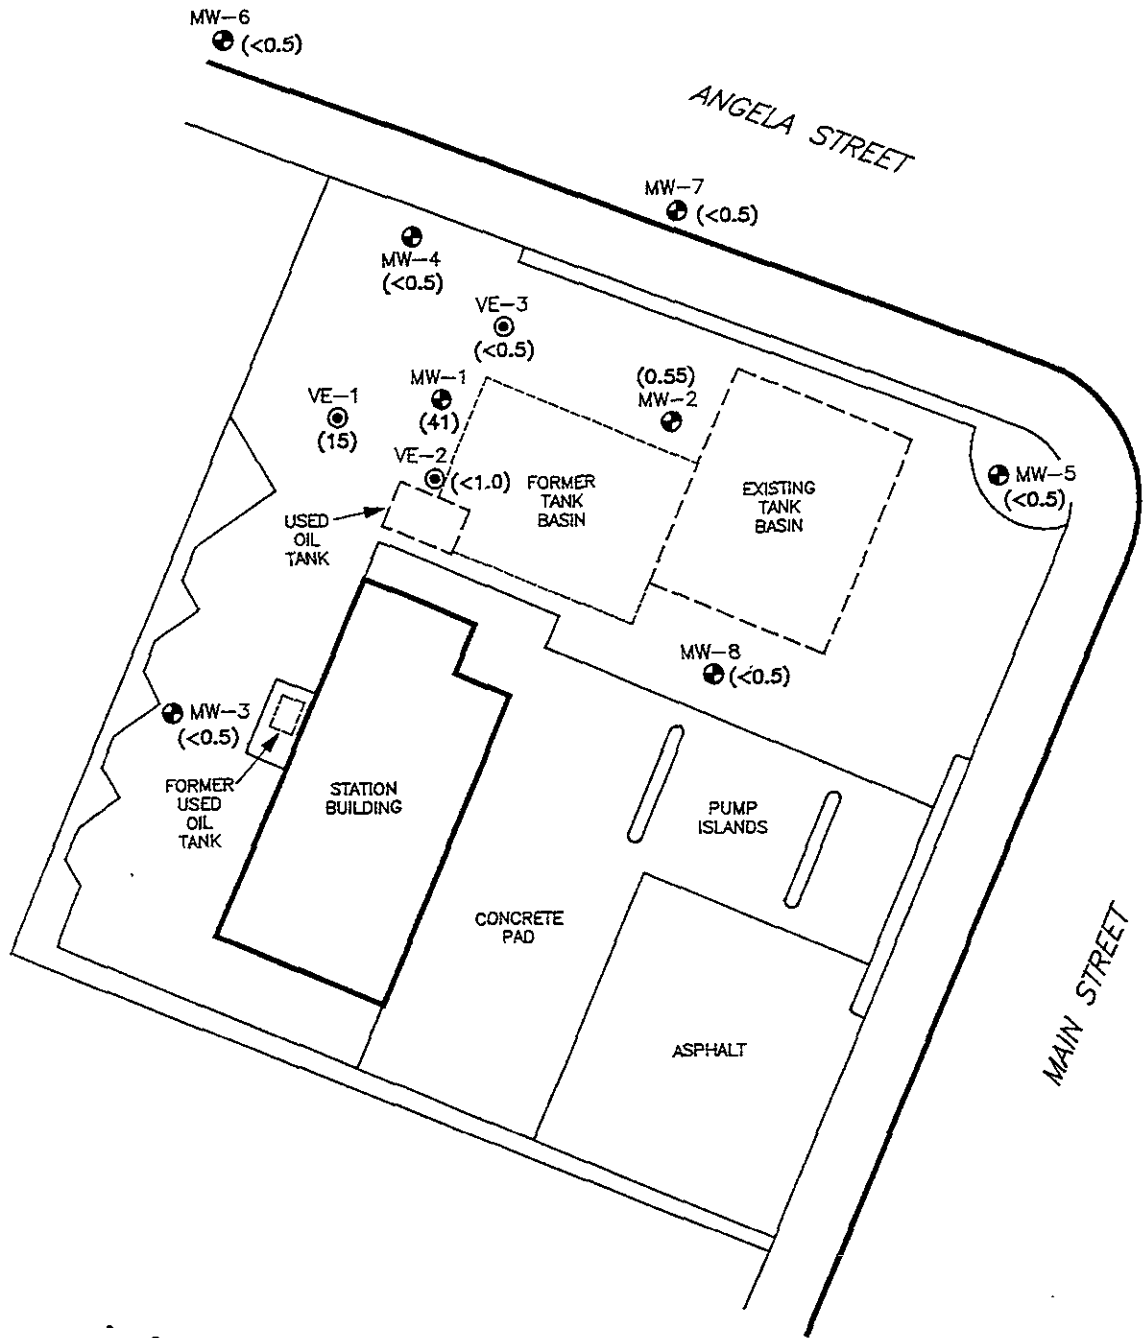 MW-6
(<0.5)
ANGELA STREET
MW-7
(<0.5)
MW-4
(<0.5)
VE-3
(<0.5)
MW-1
(41)
(0.55)
MW-2
VE-1
(15)
VE-2
(<1.0)
MW-5
(<0.5)
FORMER
TANK
BASIN
EXISTING
TANK
BASIN
USED
OIL
TANK
MW-8
(<0.5)
MW-3
(<0.5)
FORMER
USED
OIL
TANK
STATION
BUILDING
PUMP
ISLANDS
CONCRETE
PAD
ASPHALT
MAIN STREET